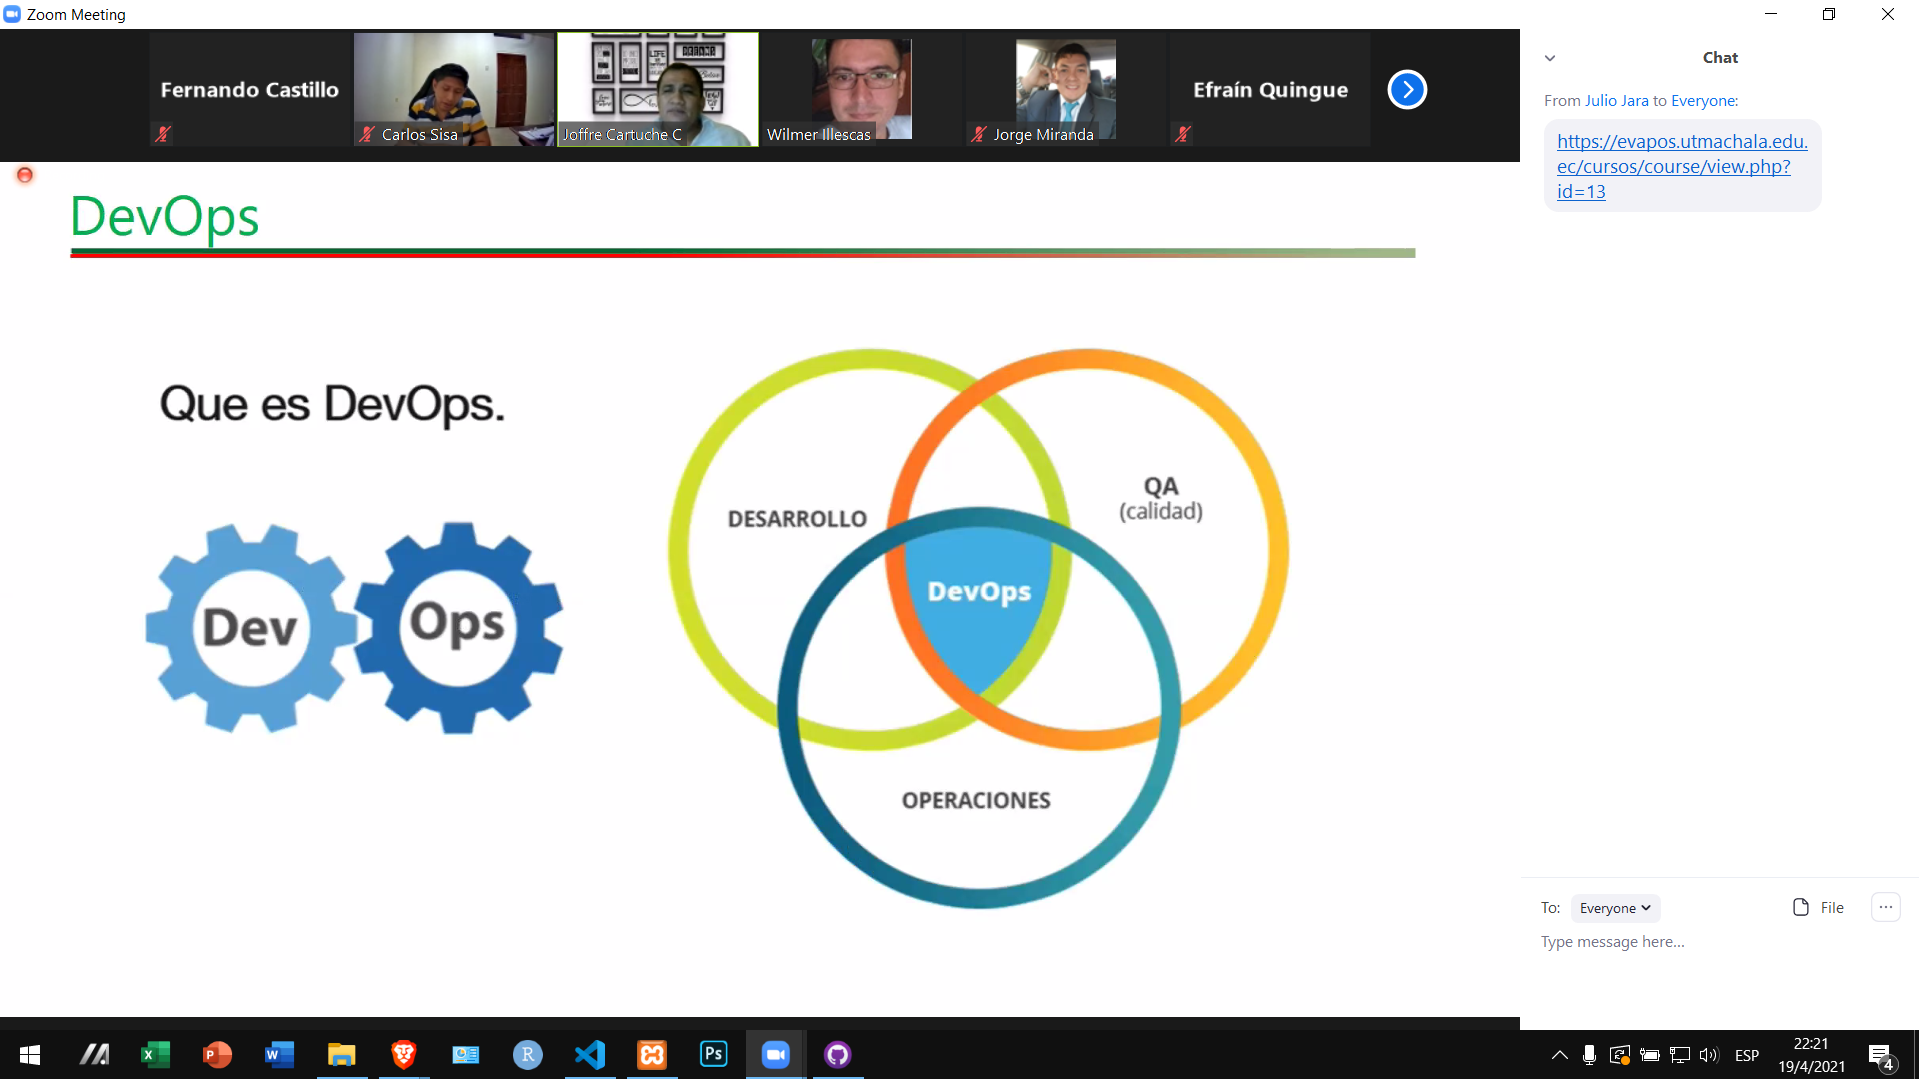 Zoom Meeting
Fernando Castillo
Carlos Sisa
Joffre Cartuche C
Wilmer Illescas
Jorge Miranda
Efraín Quingue
Chat
From Julio Jara to Everyone:
https://evapos.utmachala.edu.
ec/cursos/course/view.php?
id=13
DevOps
Que es DevOps.
Dev
Ops
DESARROLLO
QA
(calidad)
DevOps
OPERACIONES
To: Everyone
File
Type message here...
R
Ps
ESP
22:21
19/4/2021
4